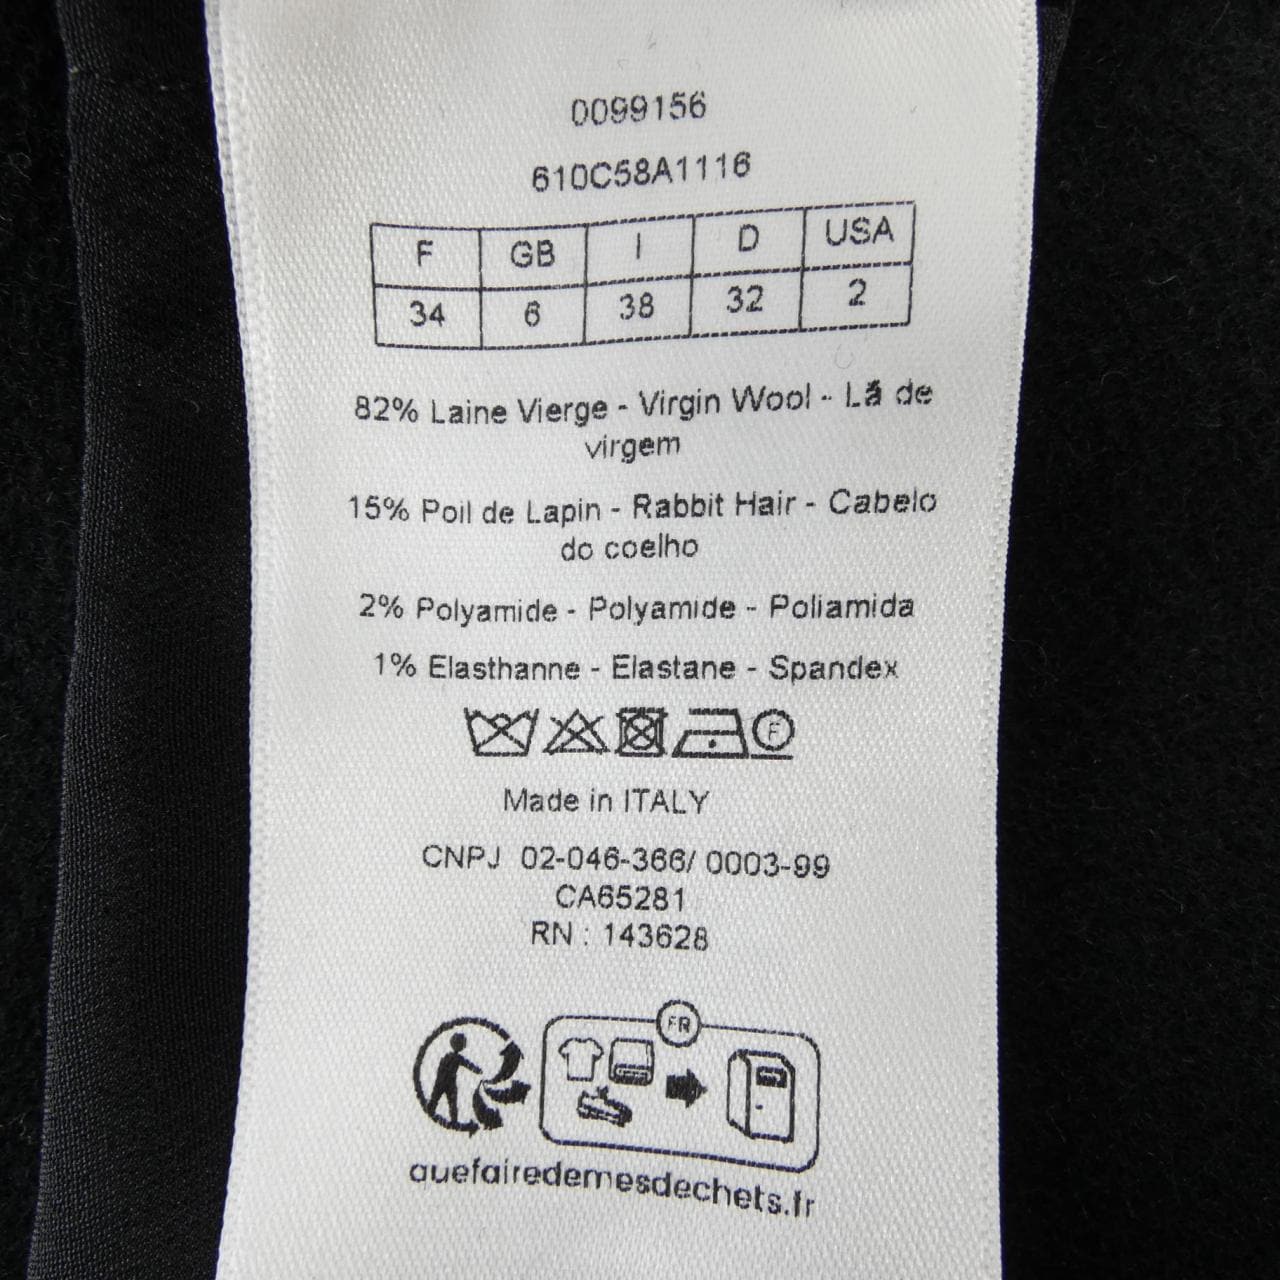 0099156
610C58A1116
F GB I D USA
34 6 38 32 2
82% Laine Vierge - Virgin Wool - Lã de
virgem
15% Poil de Lapin - Rabbit Hair - Cabelo
do coelho
2% Polyamide - Polyamide - Poliamida
1% Elasthanne - Elastane - Spandex
F
Made in ITALY
CNPJ 02-046-366/ 0003-99
CA65281
RN : 143628
FR
quefairedemesdechets.fr